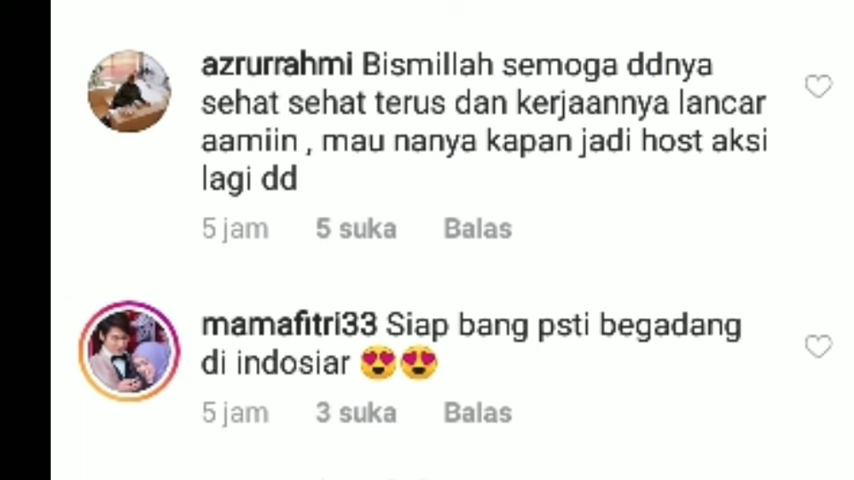 azrurrahmi Bismillah semoga ddnya
sehat sehat terus dan kerjaannya lancar
aamiin , mau nanya kapan jadi host aksi
lagi dd
5 jam 5 suka Balas
mamafitri33 Siap bang psti begadang
di indosiar 😍😍
5 jam 3 suka Balas